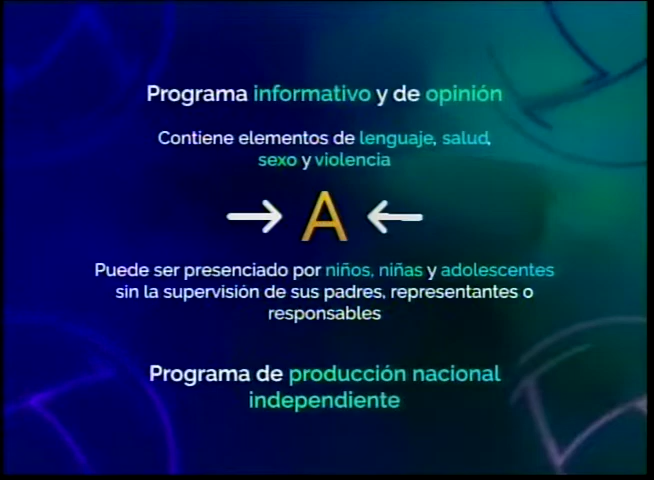 Programa informativo y de opinión
Contiene elementos de lenguaje, salud,
sexo y violencia
A
Puede ser presenciado por niños, niñas y adolescentes
sin la supervisión de sus padres, representantes o
responsables
Programa de producción nacional
independiente